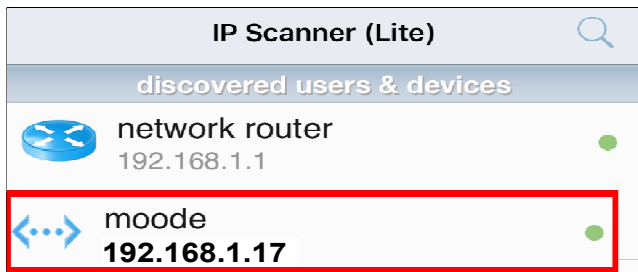 IP Scanner (Lite)
discovered users & devices
network router
192.168.1.1
moode
192.168.1.17